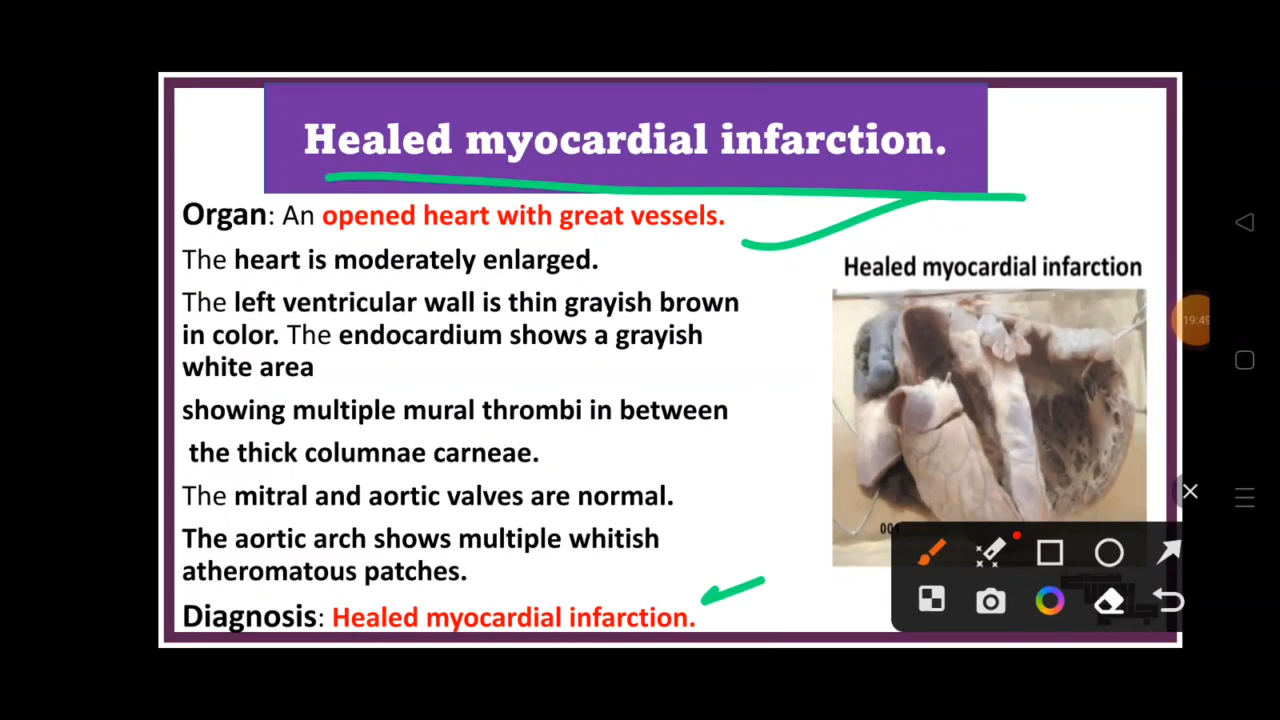 Healed myocardial infarction.
Organ: An opened heart with great vessels.
The heart is moderately enlarged.
The left ventricular wall is thin grayish brown
in color. The endocardium shows a grayish
white area
showing multiple mural thrombi in between
the thick columnae carneae.
The mitral and aortic valves are normal.
The aortic arch shows multiple whitish
atheromatous patches.
Diagnosis: Healed myocardial infarction.
Healed myocardial infarction
19:49